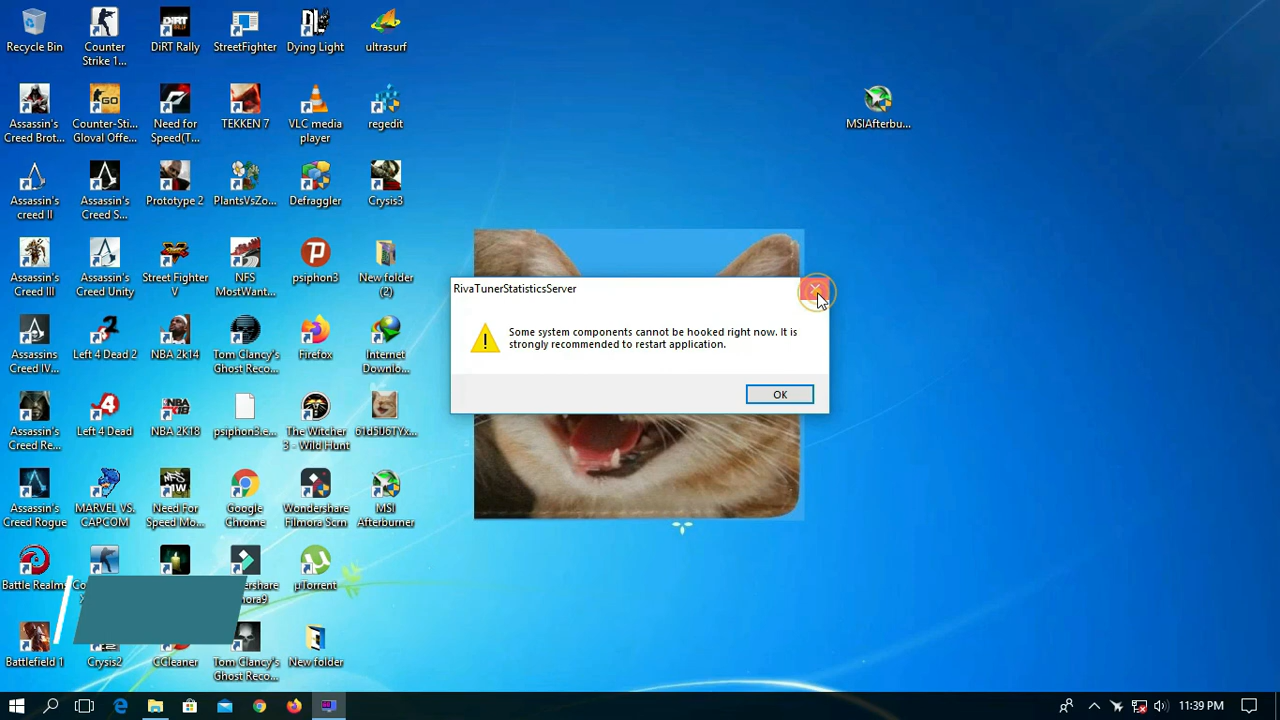 Recycle Bin
Counter
Strike 1...
DiRT Rally
StreetFighter
Dying Light
ultrasurf
Assassin's
Creed Brot...
Counter-Sti...
Gloval Offe...
Need for
Speed(T...
TEKKEN 7
VLC media
player
regedit
MSIAfterbu...
Assassin's
creed II
Assassin's
Creed S...
Prototype 2
PlantsVsZo...
Defraggler
Crysis3
Assassin's
Creed III
Assassin's
Creed Unity
Street Fighter
V
NFS
MostWant...
psiphon3
New folder
(2)
RivaTunerStatisticsServer
Some system components cannot be hooked right now. It is
strongly recommended to restart application.
OK
Assassins
Creed IV...
Left 4 Dead 2
NBA 2k14
Tom Clancy's
Ghost Reco...
Firefox
Internet
Downlo...
Assassin's
Creed Re...
Left 4 Dead
NBA 2K18
psiphon3.e...
The Witcher
3 - Wild Hunt
Assassin's
Creed Rogue
MARVEL VS.
CAPCOM
Need For
Speed Mo...
Google
Chrome
Wondershare
Filmora Scrn
MSI
Afterburner
Battle Realms
µTorrent
Battlefield 1
Crysis2
CCleaner
Tom Clancy's
Ghost Reco...
New folder
11:39 PM